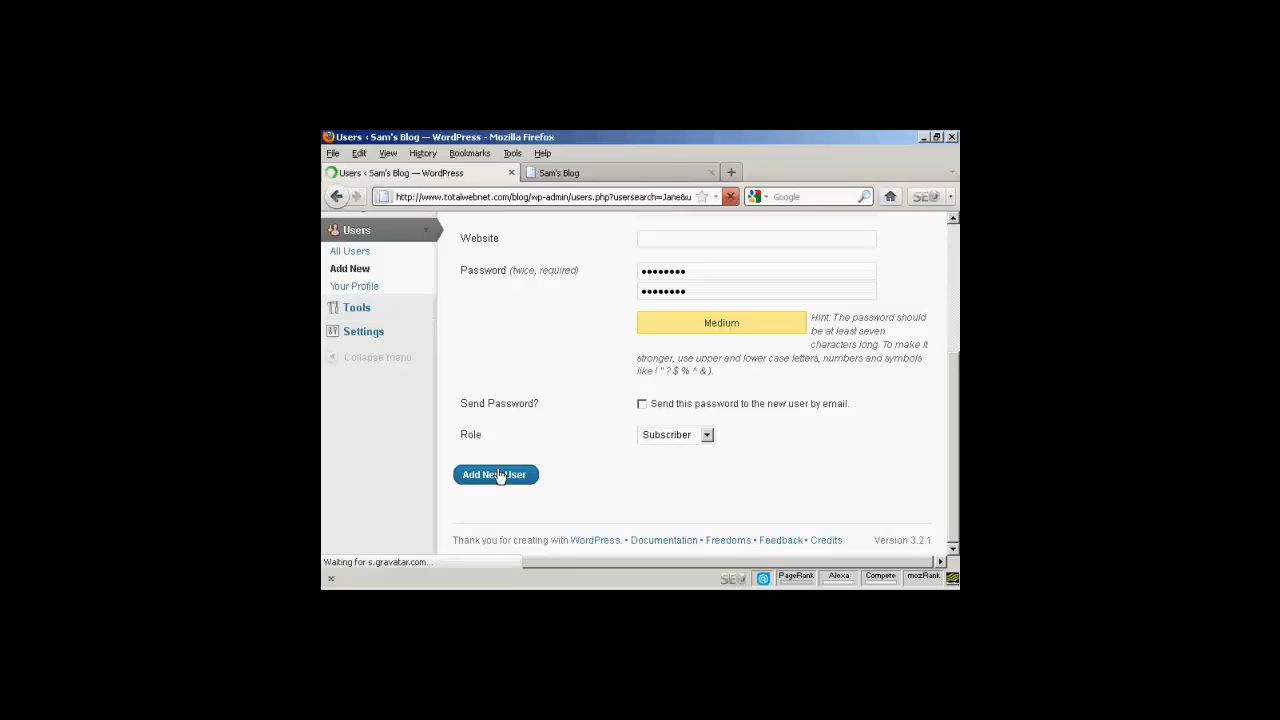 Users ‹ Sam's Blog — WordPress - Mozilla Firefox
File Edit View History Bookmarks Tools Help
Users ‹ Sam's Blog — WordPress
Sam's Blog
http://www.totalwebnet.com/blog/wp-admin/users.php?usersearch=Jane&u
Google
Users
All Users
Add New
Your Profile
Tools
Settings
Collapse menu
Website
Password (twice, required)
●●●●●●●●
●●●●●●●●
Medium
Hint: The password should
be at least seven
characters long. To make it
stronger, use upper and lower case letters, numbers and symbols
like ! " ? $ % ^ & ).
Send Password?
Send this password to the new user by email.
Role
Subscriber
Add New User
Thank you for creating with WordPress. • Documentation • Freedoms • Feedback • Credits
Version 3.2.1
Waiting for s.gravatar.com...
PageRank
Alexa
Compete
mozRank